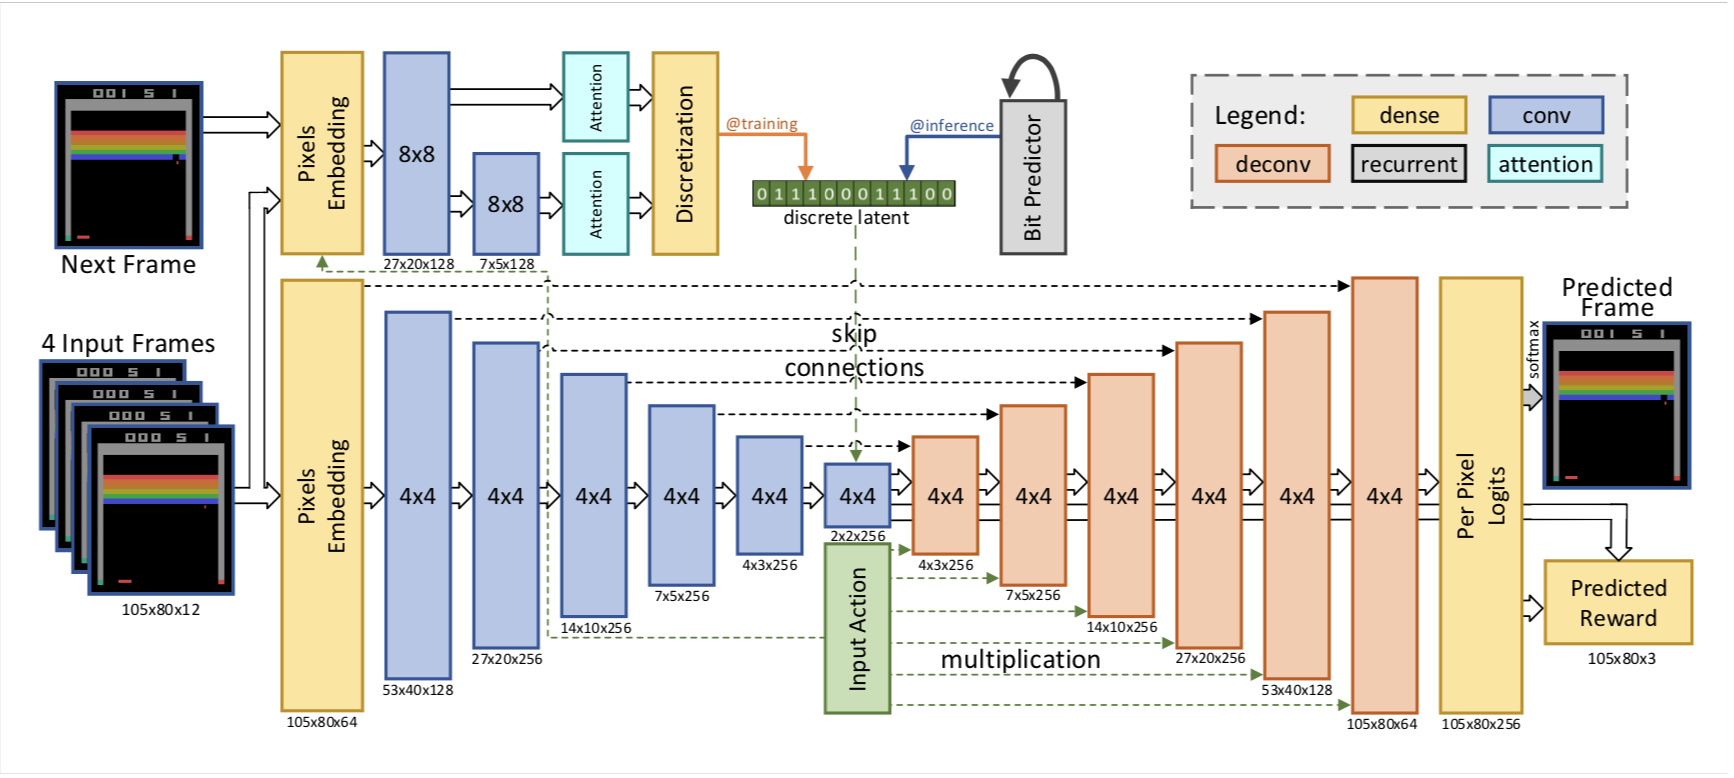 001 5 1
Next Frame
4 Input Frames
000 5 1
000 5 1
000 5 1
000 5 1
105x80x12
Pixels
Embedding
8x8
27x20x128
8x8
7x5x128
Attention
Attention
Discretization
@training
@inference
0 1 1 1 0 0 0 1 1 1 0 0
discrete latent
Bit Predictor
Legend:
dense
conv
deconv
recurrent
attention
Pixels
Embedding
105x80x64
4x4
53x40x128
4x4
27x20x256
4x4
14x10x256
4x4
7x5x256
4x4
4x3x256
4x4
2x2x256
skip
connections
Input Action
multiplication
4x4
4x3x256
4x4
7x5x256
4x4
14x10x256
4x4
27x20x256
4x4
53x40x128
4x4
105x80x64
Per Pixel
Logits
105x80x256
softmax
Predicted
Frame
001 5 1
Predicted
Reward
105x80x3